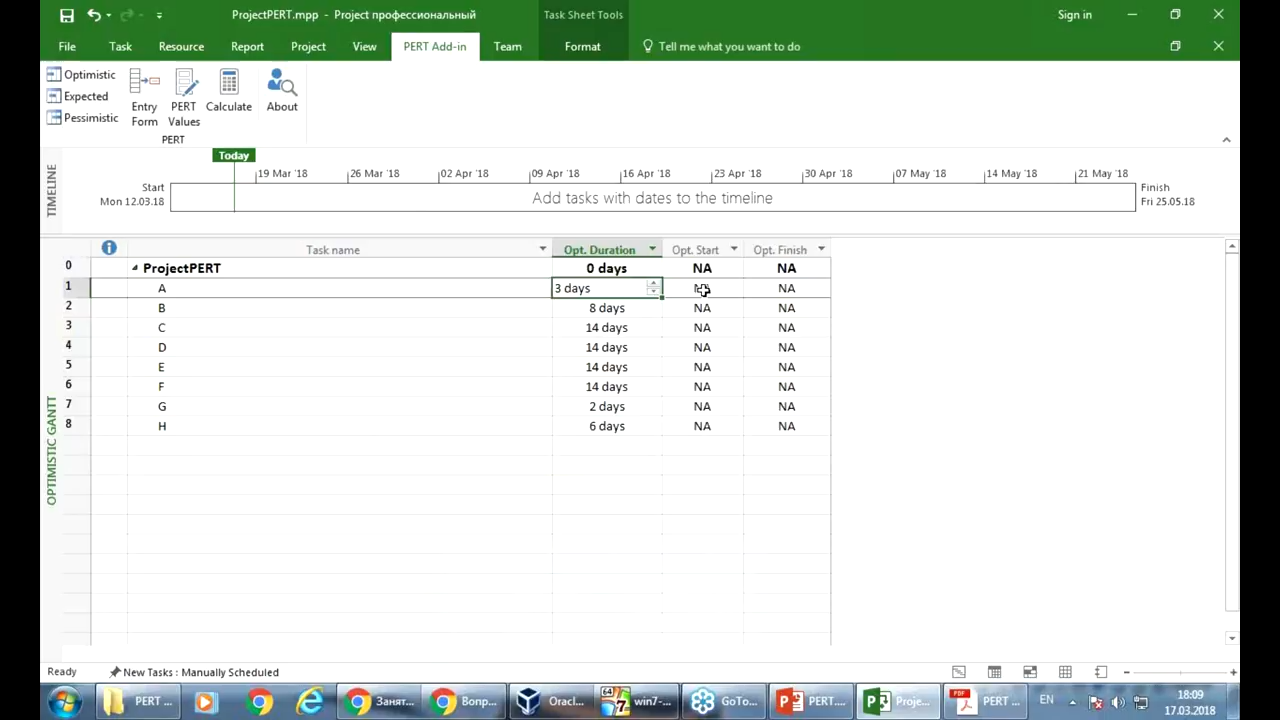 ProjectPERT.mpp - Project профессиональный
Task Sheet Tools
Sign in
File Task Resource Report Project View PERT Add-in Team Format Tell me what you want to do
Optimistic
Expected
Pessimistic
Entry Form
PERT Values
Calculate
About
PERT
Today
TIMELINE
Start
Mon 12.03.18
19 Mar '18 26 Mar '18 02 Apr '18 09 Apr '18 16 Apr '18 23 Apr '18 30 Apr '18 07 May '18 14 May '18 21 May '18
Add tasks with dates to the timeline
Finish
Fri 25.05.18
Task name Opt. Duration Opt. Start Opt. Finish
0 ProjectPERT 0 days NA NA
1 A 3 days NA
2 B 8 days NA NA
3 C 14 days NA NA
4 D 14 days NA NA
5 E 14 days NA NA
6 F 14 days NA NA
7 G 2 days NA NA
8 H 6 days NA NA
OPTIMISTIC GANTT
Ready New Tasks : Manually Scheduled
PERT ... Занят... Вопр... Oracl... 64 7 win7-... GoTo... PERT.... Proje... PDF PERT ... EN
18:09
17.03.2018